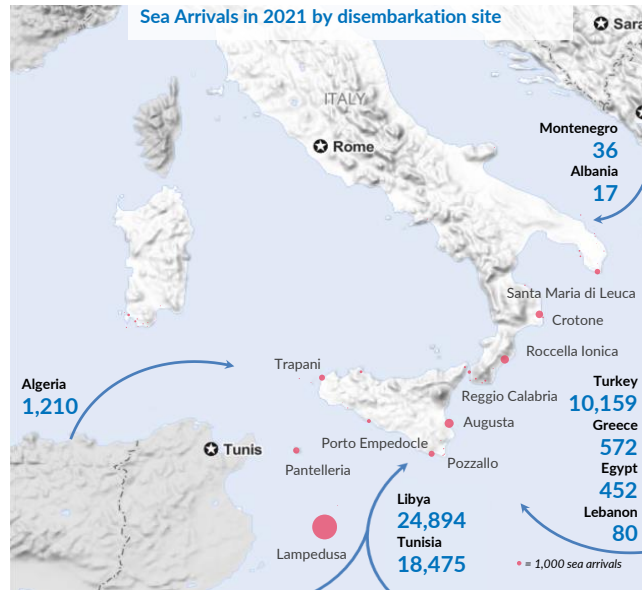 Sea Arrivals in 2021 by disembarkation site
ITALY
Rome
Montenegro
36
Albania
17
Santa Maria di Leuca
Crotone
Roccella Ionica
Trapani
Reggio Calabria
Algeria
1,210
Augusta
Turkey
10,159
Greece
572
Egypt
452
Lebanon
80
Tunis
Porto Empedocle
Pozzallo
Pantelleria
Libya
24,894
Tunisia
18,475
Lampedusa
= 1,000 sea arrivals